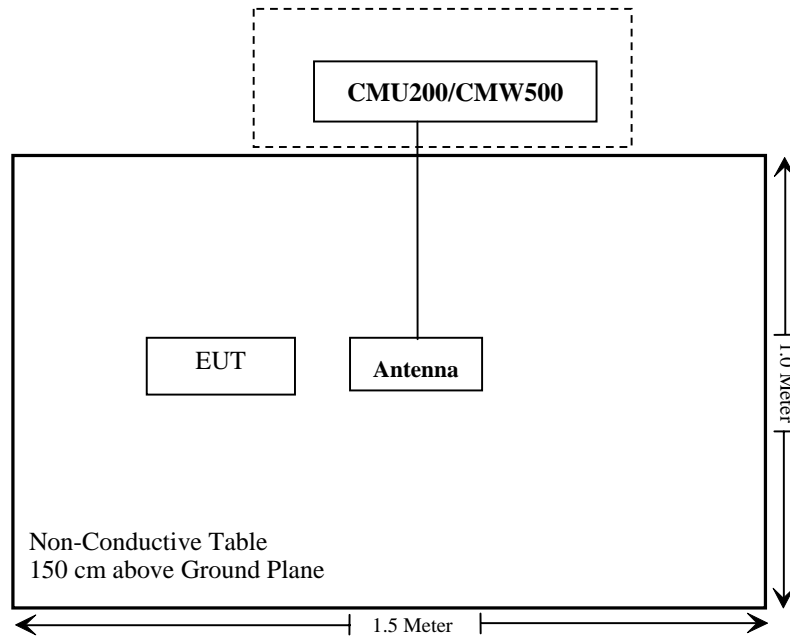 CMU200/CMW500
EUT
Antenna
1.0 Meter
Non-Conductive Table
150 cm above Ground Plane
1.5 Meter